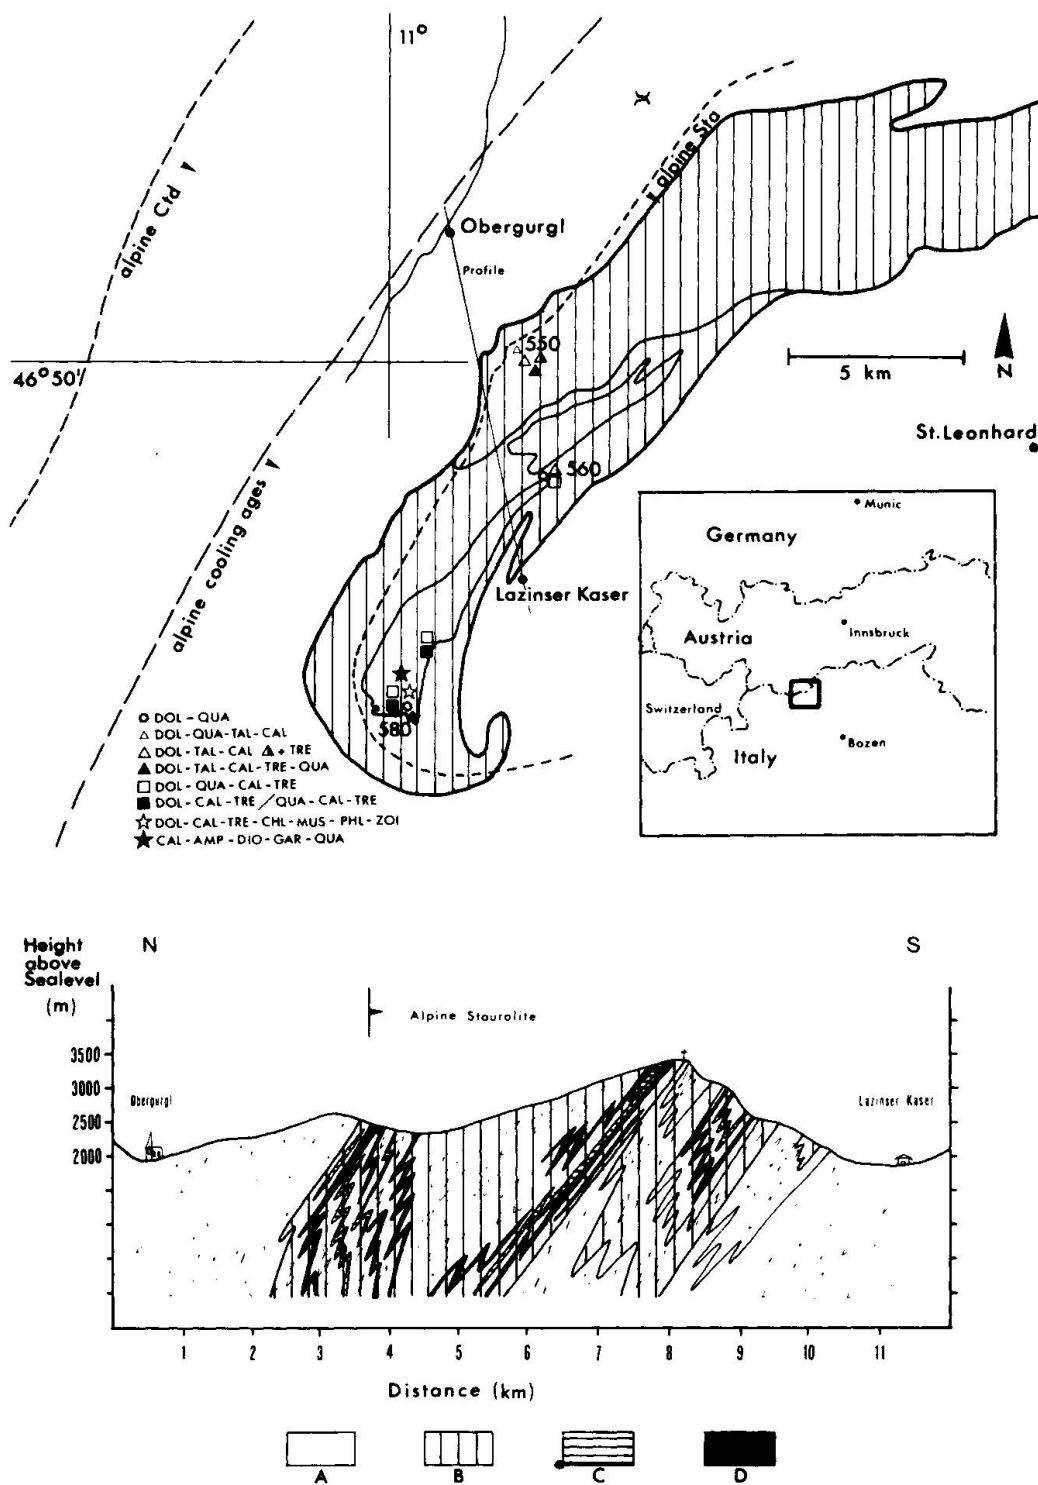 11°
alpine Sta
alpine Ctd
Obergurgl
Profile
550
46°50'
5 km
N
St. Leonhard
560
alpine cooling ages
Lazinser Kaser
580
DOL - QUA
DOL - QUA - TAL - CAL
DOL - TAL - CAL + TRE
DOL - TAL - CAL - TRE - QUA
DOL - QUA - CAL - TRE
DOL - CAL - TRE / QUA - CAL - TRE
DOL - CAL - TRE - CHL - MUS - PHL - ZOI
CAL - AMP - DIO - GAR - QUA
Munic
Germany
Innsbruck
Austria
Switzerland
Italy
Bozen
Height
above
Sealevel
(m)
N
S
Alpine Staurolite
3500
3000
2500
2000
Obergurgl
Lazinser Kaser
1 2 3 4 5 6 7 8 9 10 11
Distance (km)
A B C D